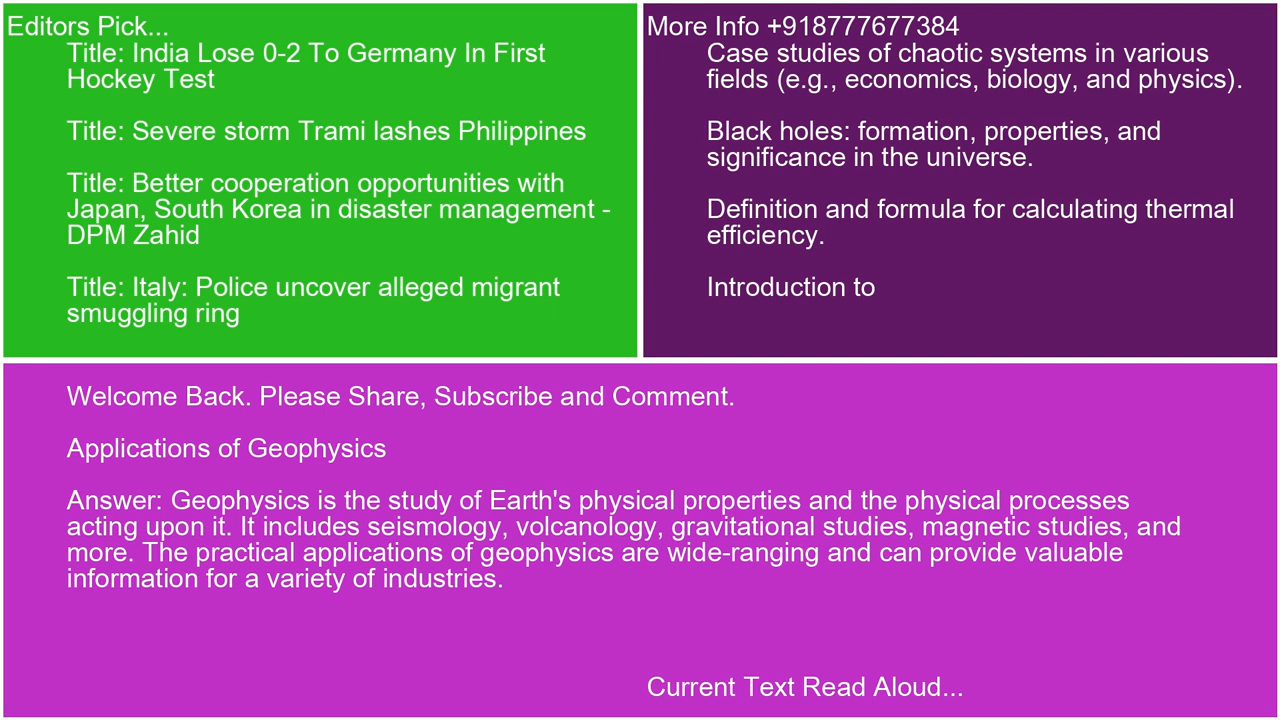 Editors Pick...
Title: India Lose 0-2 To Germany In First
Hockey Test
Title: Severe storm Trami lashes Philippines
Title: Better cooperation opportunities with
Japan, South Korea in disaster management -
DPM Zahid
Title: Italy: Police uncover alleged migrant
smuggling ring
More Info +918777677384
Case studies of chaotic systems in various
fields (e.g., economics, biology, and physics).
Black holes: formation, properties, and
significance in the universe.
Definition and formula for calculating thermal
efficiency.
Introduction to
Welcome Back. Please Share, Subscribe and Comment.
Applications of Geophysics
Answer: Geophysics is the study of Earth's physical properties and the physical processes
acting upon it. It includes seismology, volcanology, gravitational studies, magnetic studies, and
more. The practical applications of geophysics are wide-ranging and can provide valuable
information for a variety of industries.
Current Text Read Aloud...